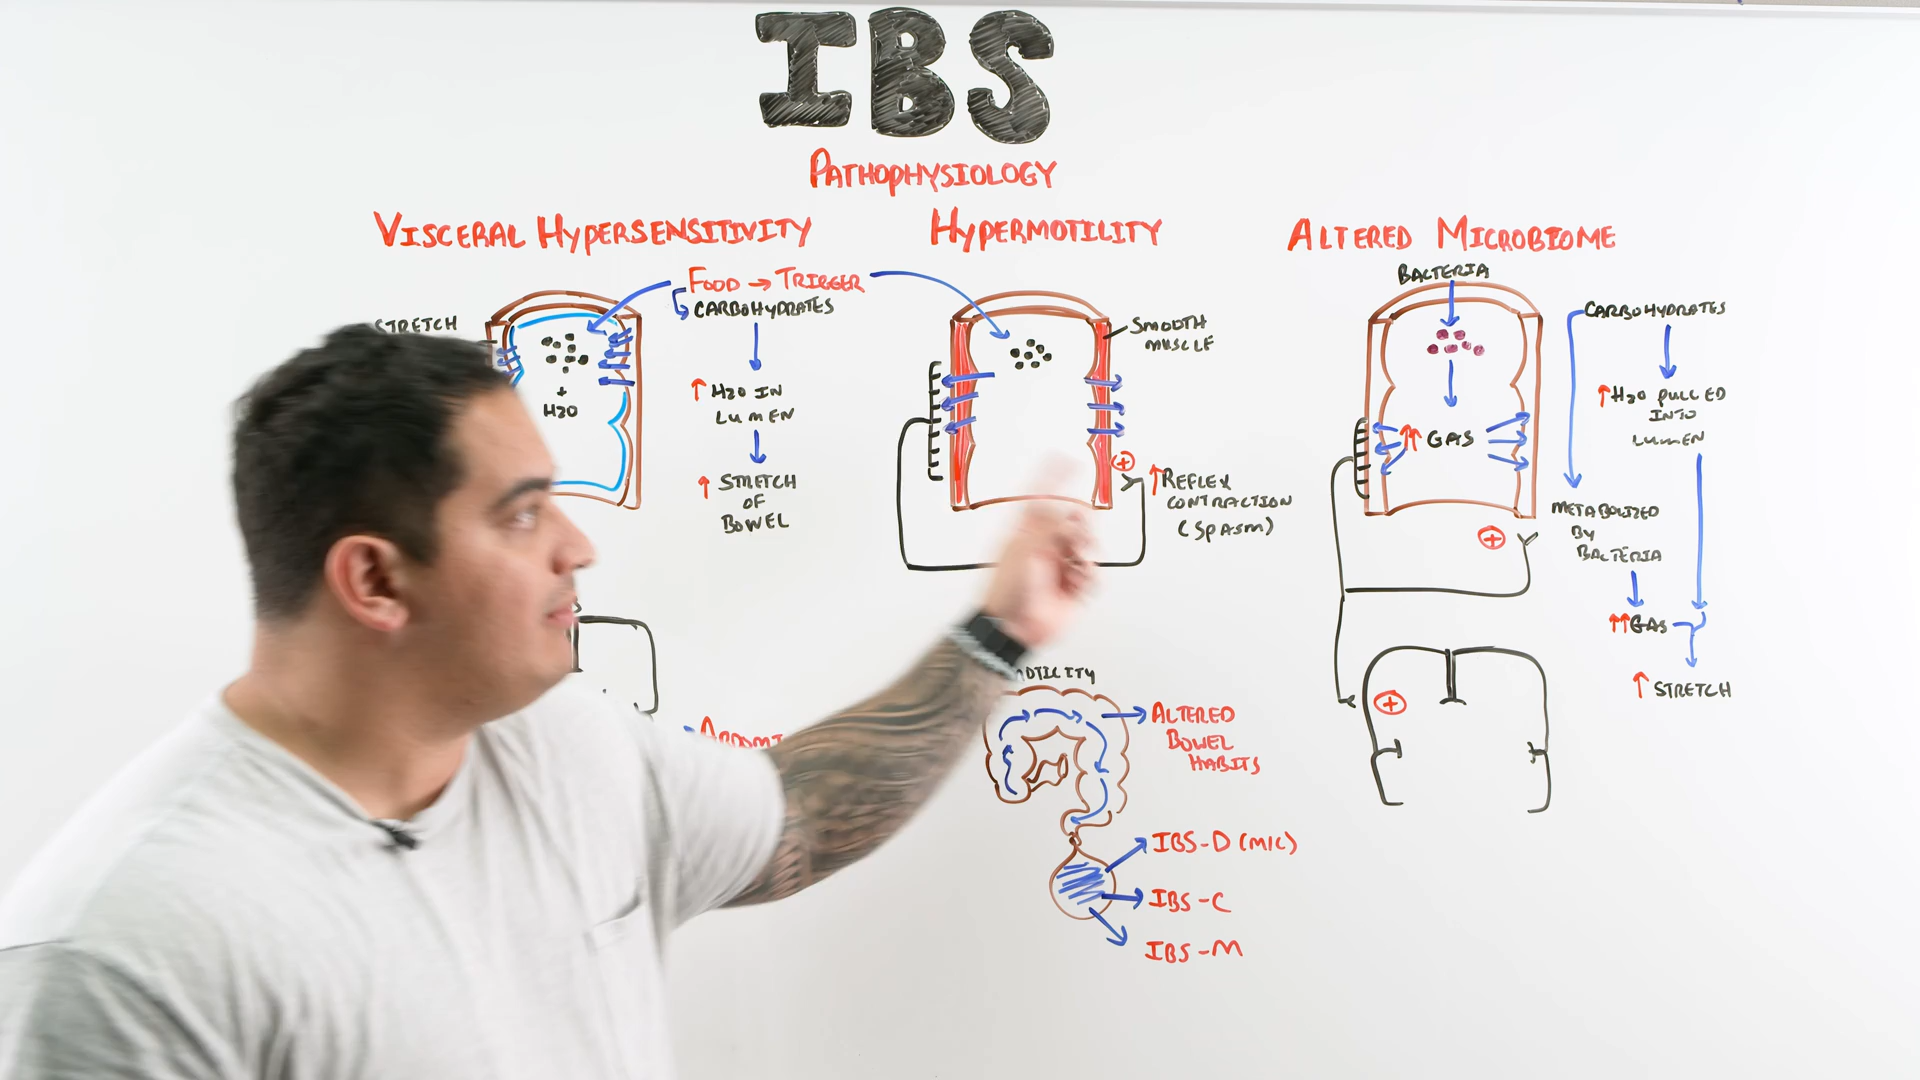 IBS
PATHOPHYSIOLOGY
VISCERAL HYPERSENSITIVITY
FOOD → TRIGGER
CARBOHYDRATES
STRETCH
+
H2O
↑ H2O IN
LUMEN
↑ STRETCH
OF
BOWEL
HYPERMOTILITY
SMOOTH
MUSCLE
+
↑ REFLEX
CONTRACTION
(SPASM)
ALTERED
BOWEL
HABITS
IBS-D (MIC)
IBS-C
IBS-M
ALTERED MICROBIOME
BACTERIA
↑↑ GAS
+
+
CARBOHYDRATES
↑ H2O PULLED
INTO
LUMEN
METABOLIZED
BY
BACTERIA
↑↑ GAS
↑ STRETCH